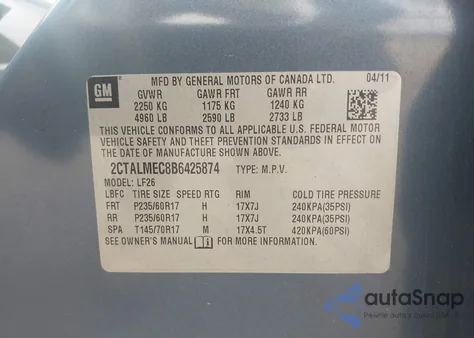 GM
MFD BY GENERAL MOTORS OF CANADA LTD. 04/11
GVWR GAWR FRT GAWR RR
2250 KG 1175 KG 1240 KG
4960 LB 2590 LB 2733 LB
THIS VEHICLE CONFORMS TO ALL APPLICABLE U.S. FEDERAL MOTOR
VEHICLE SAFETY AND THEFT PREVENTION STANDARDS IN EFFECT
ON THE DATE OF MANUFACTURE SHOWN ABOVE.
2CTALMEC8B6425874 TYPE: M.P.V.
MODEL: LF26
LBFC TIRE SIZE SPEED RTG RIM COLD TIRE PRESSURE
FRT P235/60R17 H 17X7J 240KPA(35PSI)
RR P235/60R17 H 17X7J 240KPA(35PSI)
SPA T145/70R17 M 17X4.5T 420KPA(60PSI)
SEE OWNER'S MANUAL i FOR MORE INFORMATION.
autoSnap